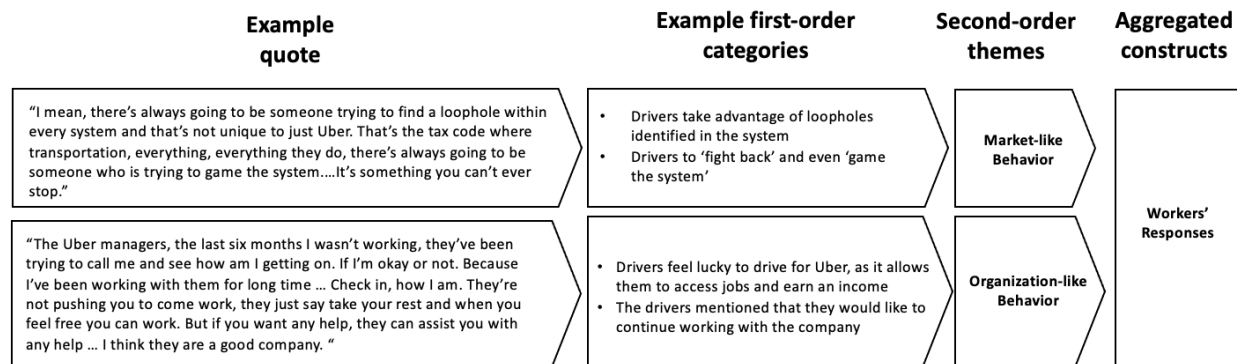 Example
quote
Example first-order
categories
Second-order
themes
Aggregated
constructs
“I mean, there’s always going to be someone trying to find a loophole within
every system and that’s not unique to just Uber. That’s the tax code where
transportation, everything, everything they do, there’s always going to be
someone who is trying to game the system....It’s something you can’t ever
stop.”
• Drivers take advantage of loopholes
identified in the system
• Drivers to ‘fight back’ and even ‘game
the system’
Market-like
Behavior
“The Uber managers, the last six months I wasn’t working, they’ve been
trying to call me and see how am I getting on. If I’m okay or not. Because
I’ve been working with them for long time ... Check in, how I am. They’re
not pushing you to come work, they just say take your rest and when you
feel free you can work. But if you want any help, they can assist you with
any help ... I think they are a good company. “
• Drivers feel lucky to drive for Uber, as it allows
them to access jobs and earn an income
• The drivers mentioned that they would like to
continue working with the company
Organization-like
Behavior
Workers’
Responses